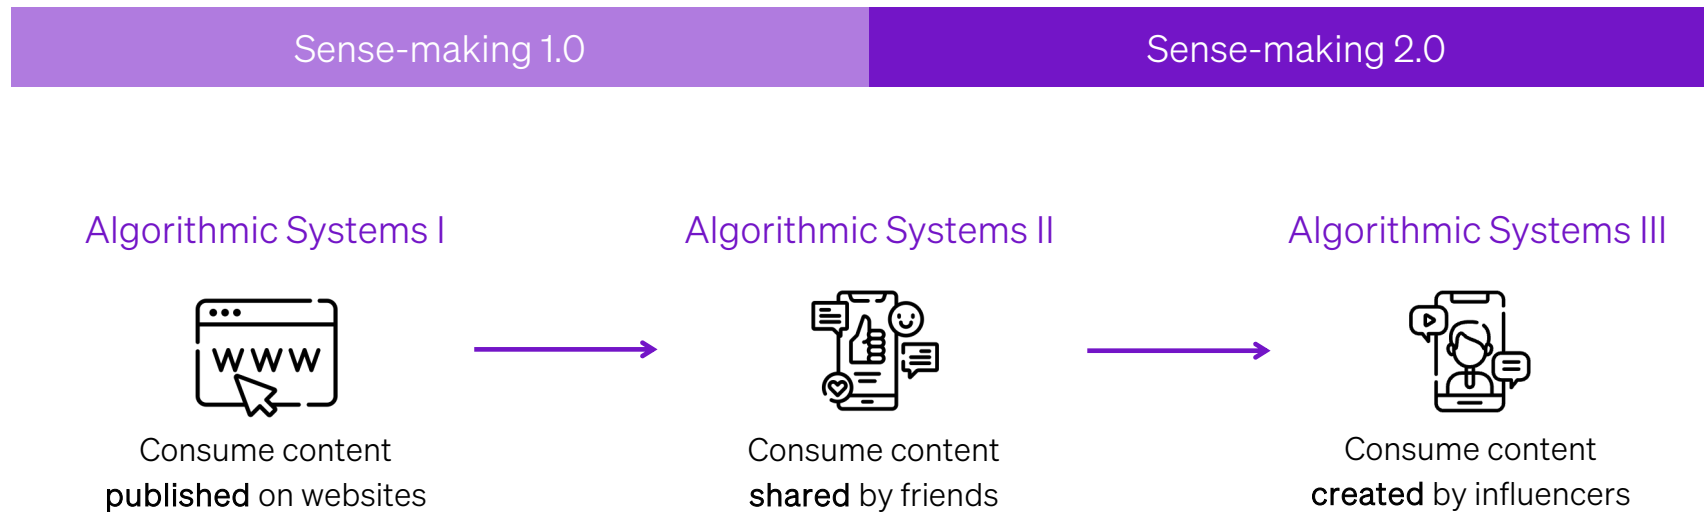 Sense-making 1.0
Sense-making 2.0
Algorithmic Systems I
Algorithmic Systems II
Algorithmic Systems III
WWW
Consume content
published on websites
Consume content
shared by friends
Consume content
created by influencers